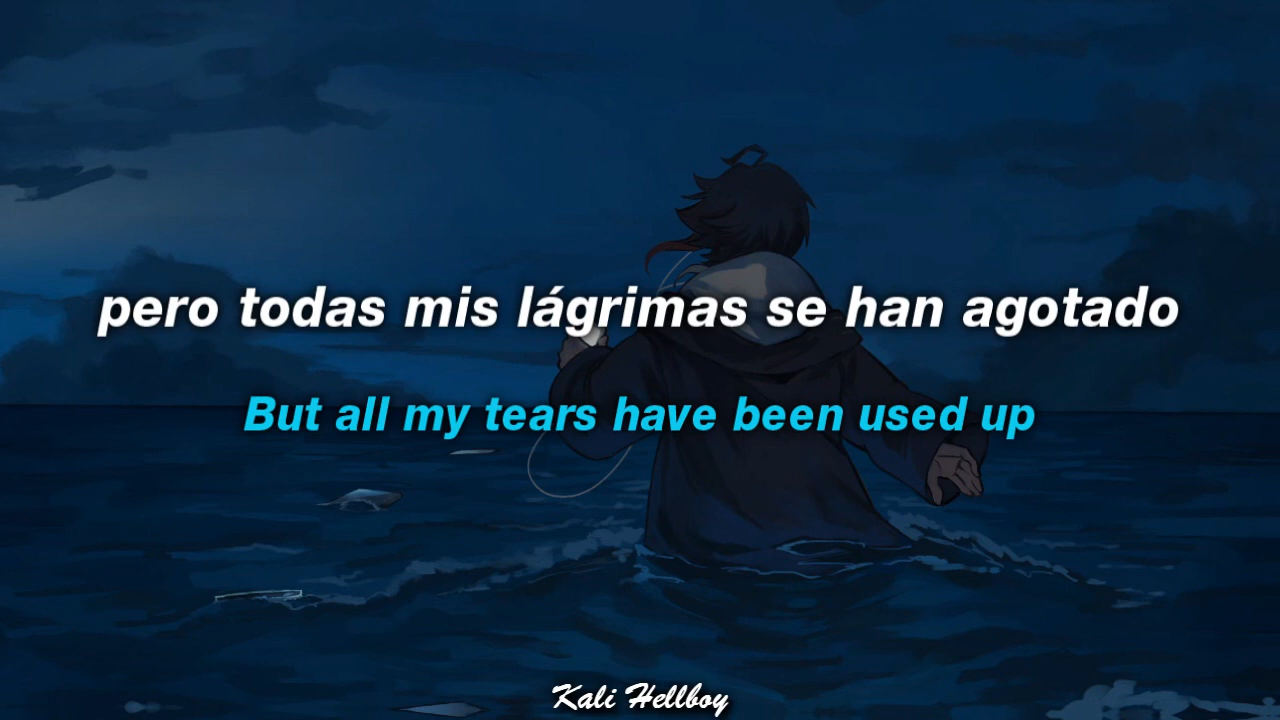 pero todas mis lágrimas se han agotado
But all my tears have been used up
Kali Hellboy